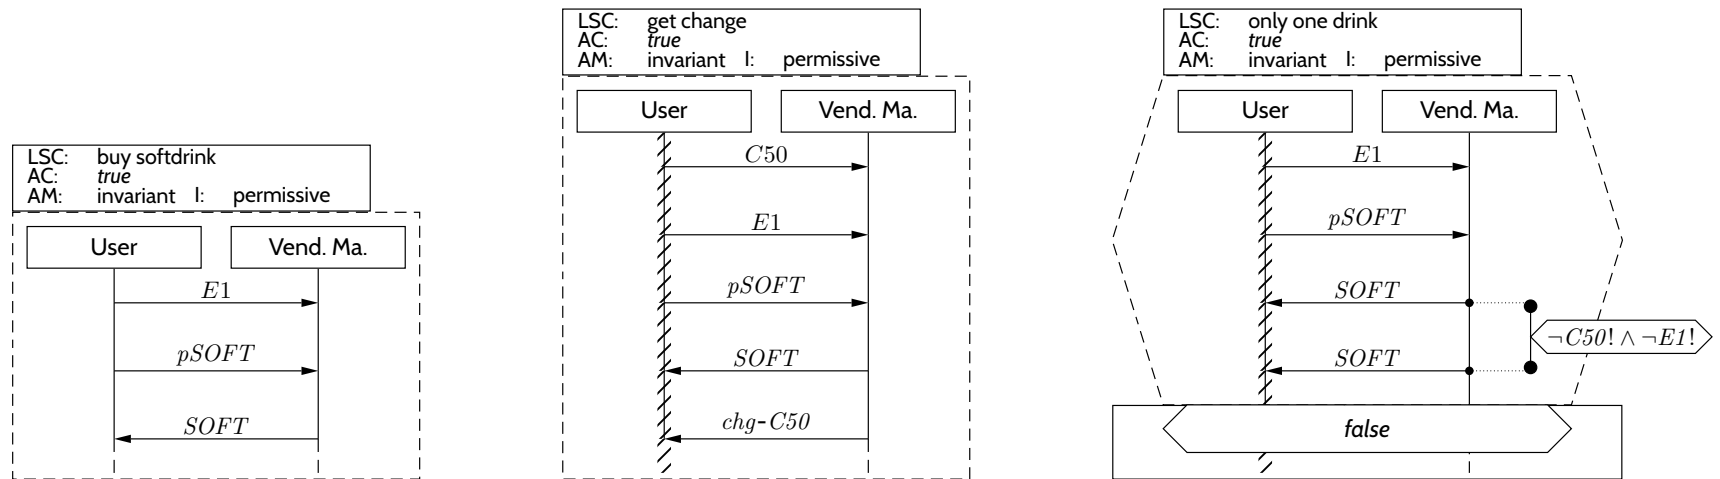 LSC: buy softdrink
AC: true
AM: invariant I: permissive
User
Vend. Ma.
E1
pSOFT
SOFT
LSC: get change
AC: true
AM: invariant I: permissive
User
Vend. Ma.
C50
E1
pSOFT
SOFT
chg-C50
LSC: only one drink
AC: true
AM: invariant I: permissive
User
Vend. Ma.
E1
pSOFT
SOFT
¬C50! ∧ ¬E1!
SOFT
false